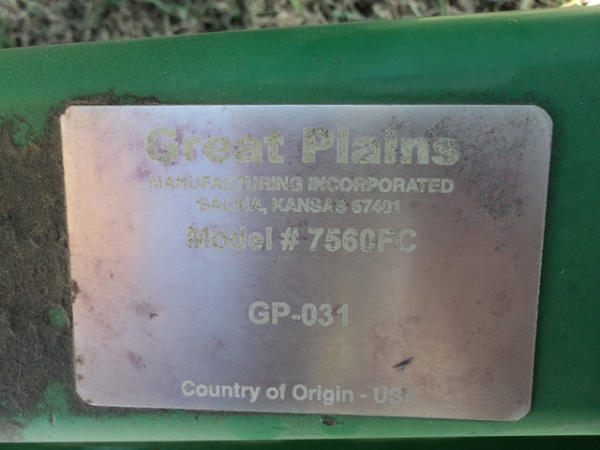 Great Plains
MANUFACTURING INCORPORATED
SALINA, KANSAS 67401
Model # 7560FC
GP-031
Country of Origin - USA